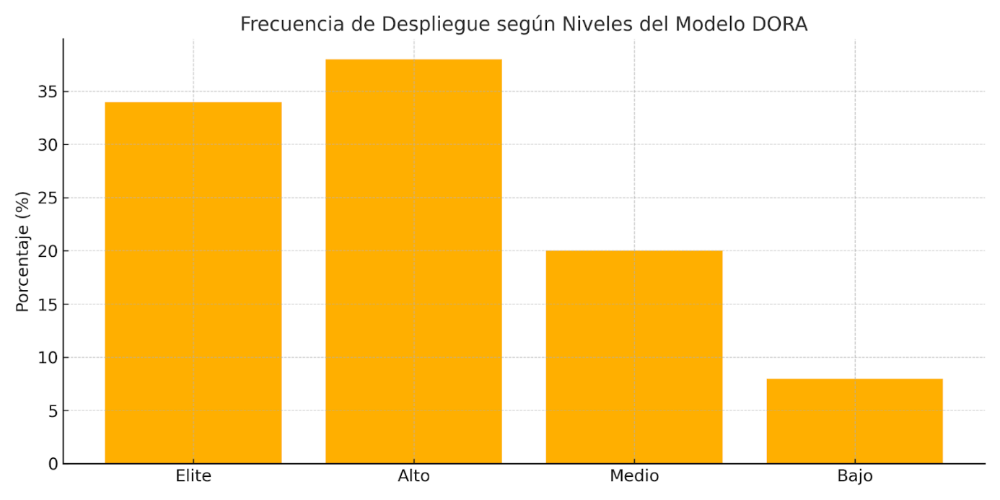 Frecuencia de Despliegue según Niveles del Modelo DORA
Porcentaje (%)
35
30
25
20
15
10
5
0
Elite
Alto
Medio
Bajo